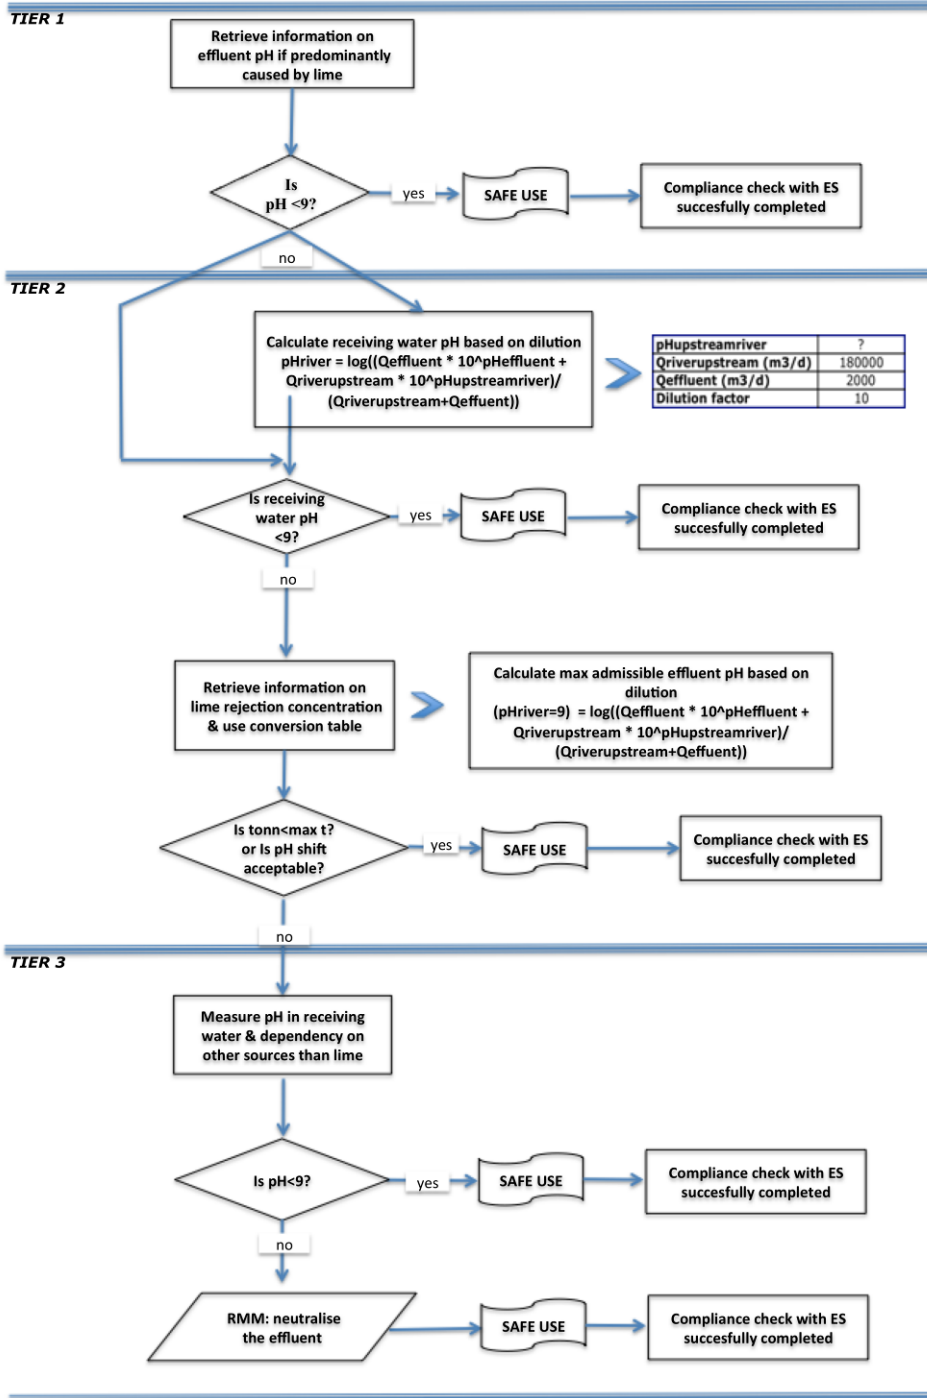 TIER 1
Retrieve information on
effluent pH if predominantly
caused by lime
Is
pH <9?
yes
SAFE USE
Compliance check with ES
succesfully completed
no
TIER 2
Calculate receiving water pH based on dilution
pHriver = log((Qeffluent * 10^pHeffluent +
Qriverupstream * 10^pHupstreamriver)/
(Qriverupstream+Qeffuent))
pHupstreamriver ?
Qriverupstream (m3/d) 180000
Qeffluent (m3/d) 2000
Dilution factor 10
Is receiving
water pH
<9?
yes
SAFE USE
Compliance check with ES
succesfully completed
no
Retrieve information on
lime rejection concentration
& use conversion table
Calculate max admissible effluent pH based on
dilution
(pHriver=9) = log((Qeffluent * 10^pHeffluent +
Qriverupstream * 10^pHupstreamriver)/
(Qriverupstream+Qeffuent))
Is tonn<max t?
or Is pH shift
acceptable?
yes
SAFE USE
Compliance check with ES
succesfully completed
no
TIER 3
Measure pH in receiving
water & dependency on
other sources than lime
Is pH<9?
yes
SAFE USE
Compliance check with ES
succesfully completed
no
RMM: neutralise
the effluent
SAFE USE
Compliance check with ES
succesfully completed